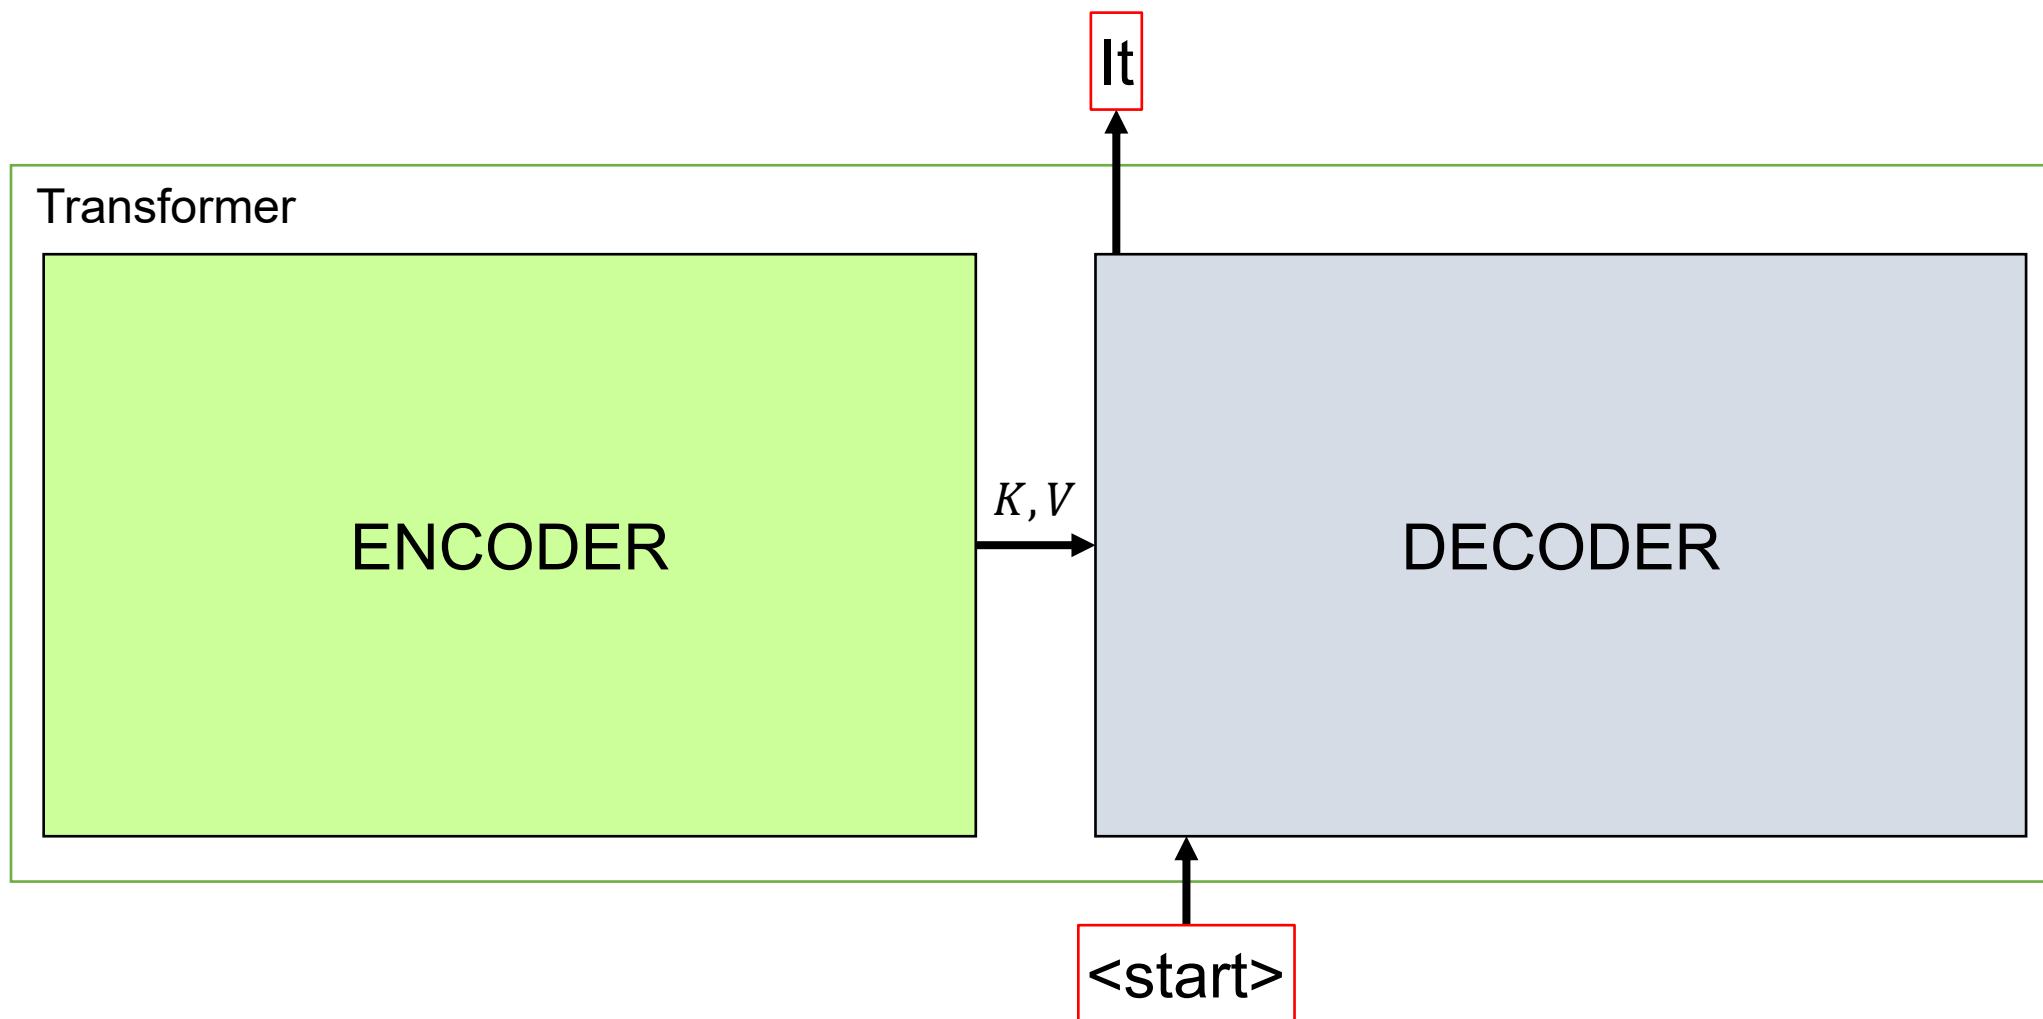 It
Transformer
ENCODER
K, V
DECODER
<start>